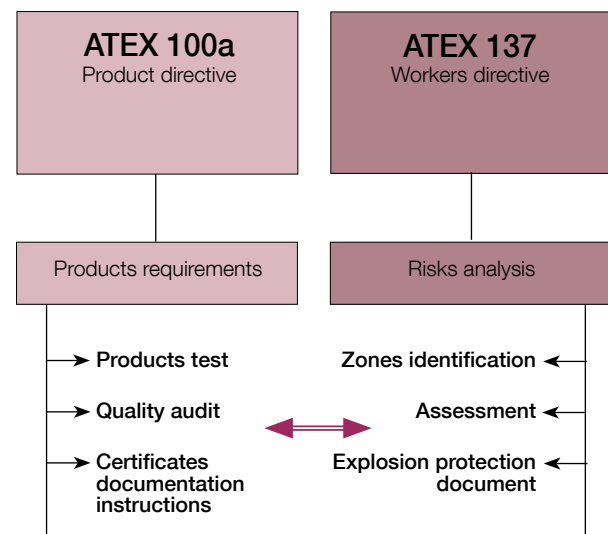 ATEX 100a
Product directive
Products requirements
Products test
Quality audit
Certificates
documentation
instructions
ATEX 137
Workers directive
Risks analysis
Zones identification
Assessment
Explosion protection
document